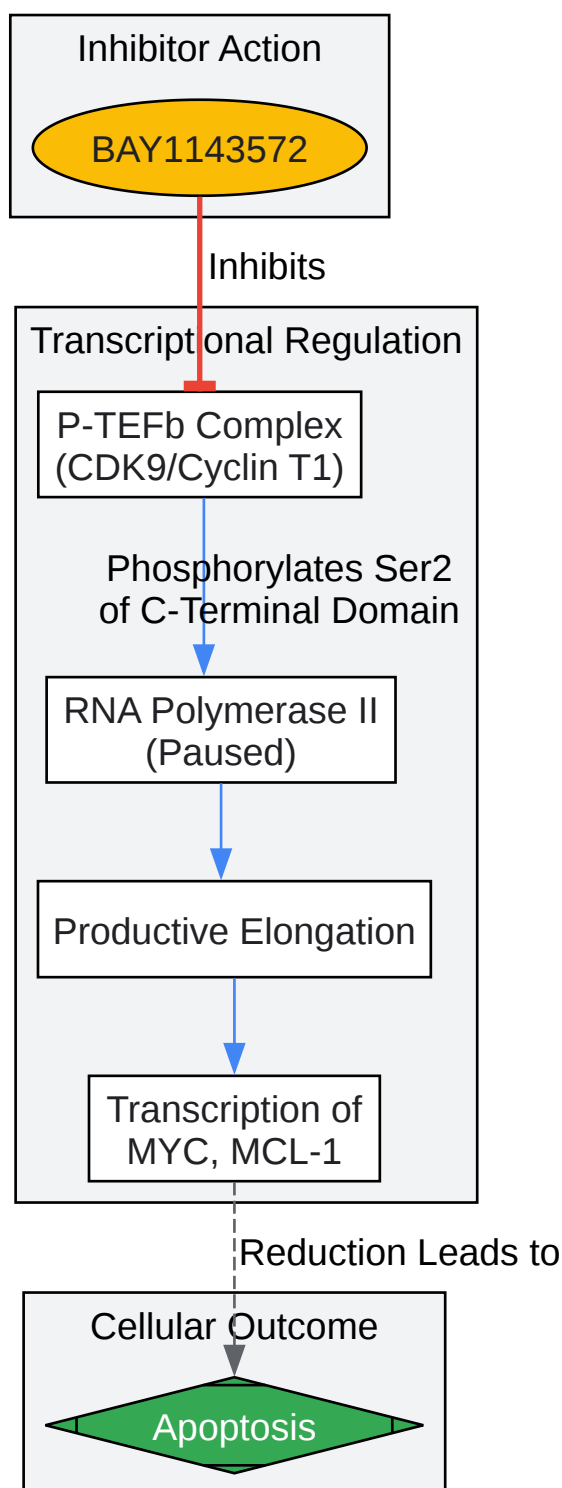 Inhibitor Action
BAY1143572
Inhibits
Transcriptional Regulation
P-TEFb Complex
(CDK9/Cyclin T1)
Phosphorylates Ser2
of C-Terminal Domain
RNA Polymerase II
(Paused)
Productive Elongation
Transcription of
MYC, MCL-1
Reduction Leads to
Cellular Outcome
Apoptosis